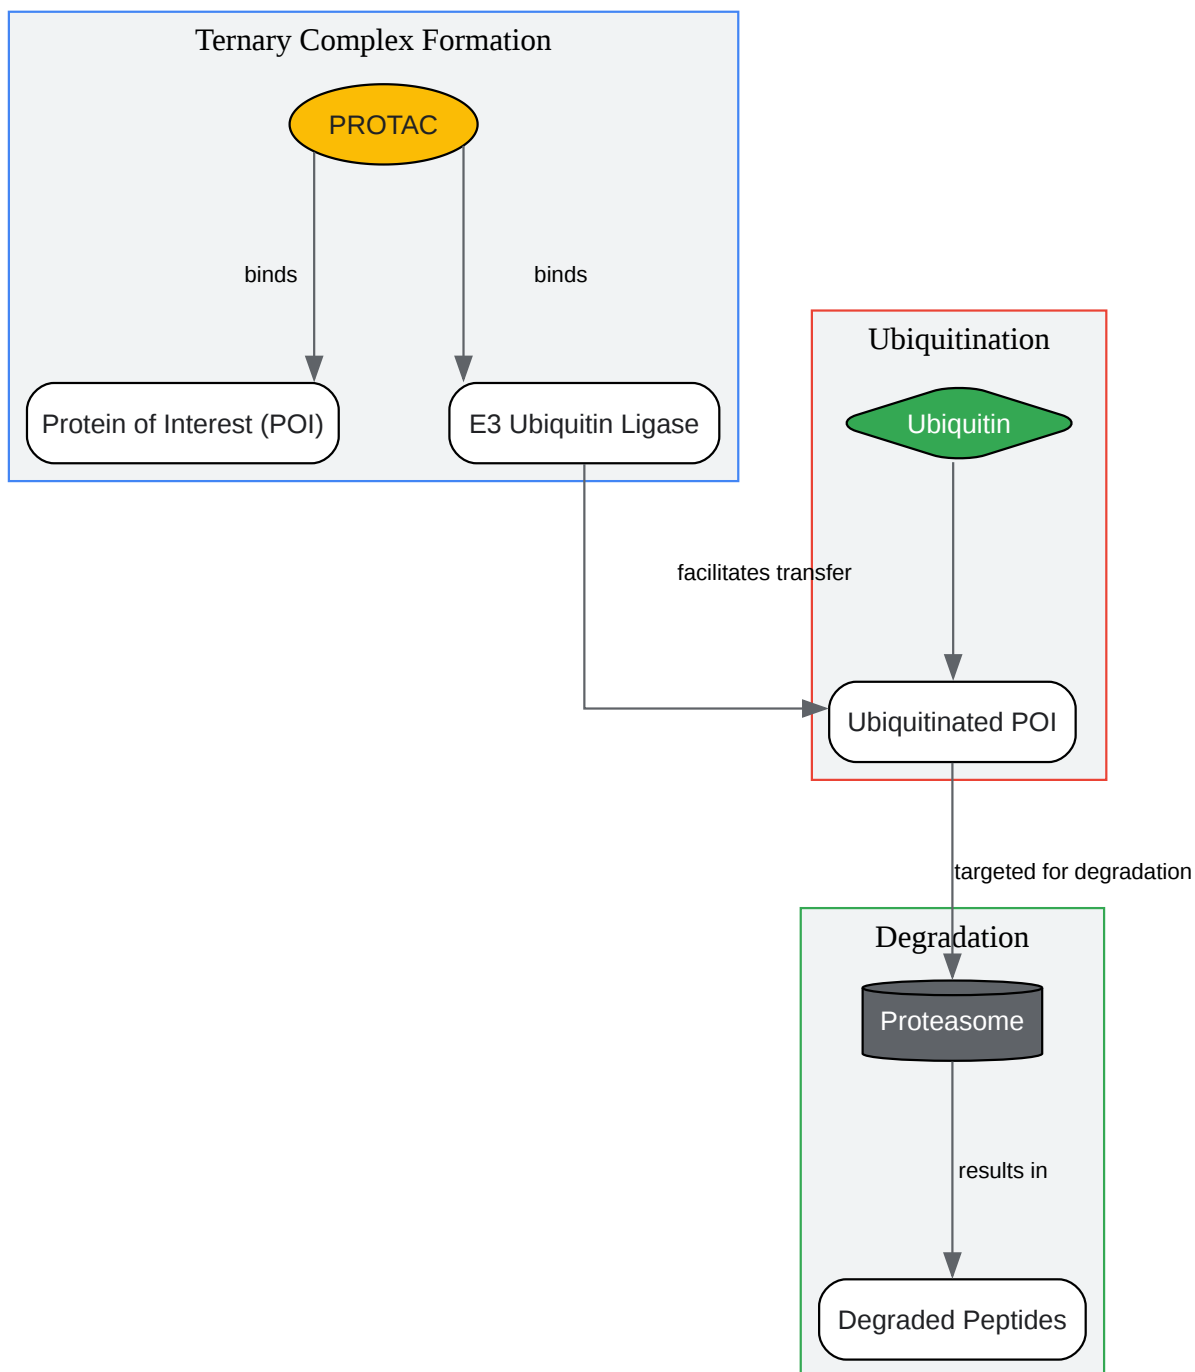 Ternary Complex Formation
PROTAC
binds
binds
Protein of Interest (POI)
E3 Ubiquitin Ligase
Ubiquitination
Ubiquitin
facilitates transfer
Ubiquitinated POI
targeted for degradation
Degradation
Proteasome
results in
Degraded Peptides